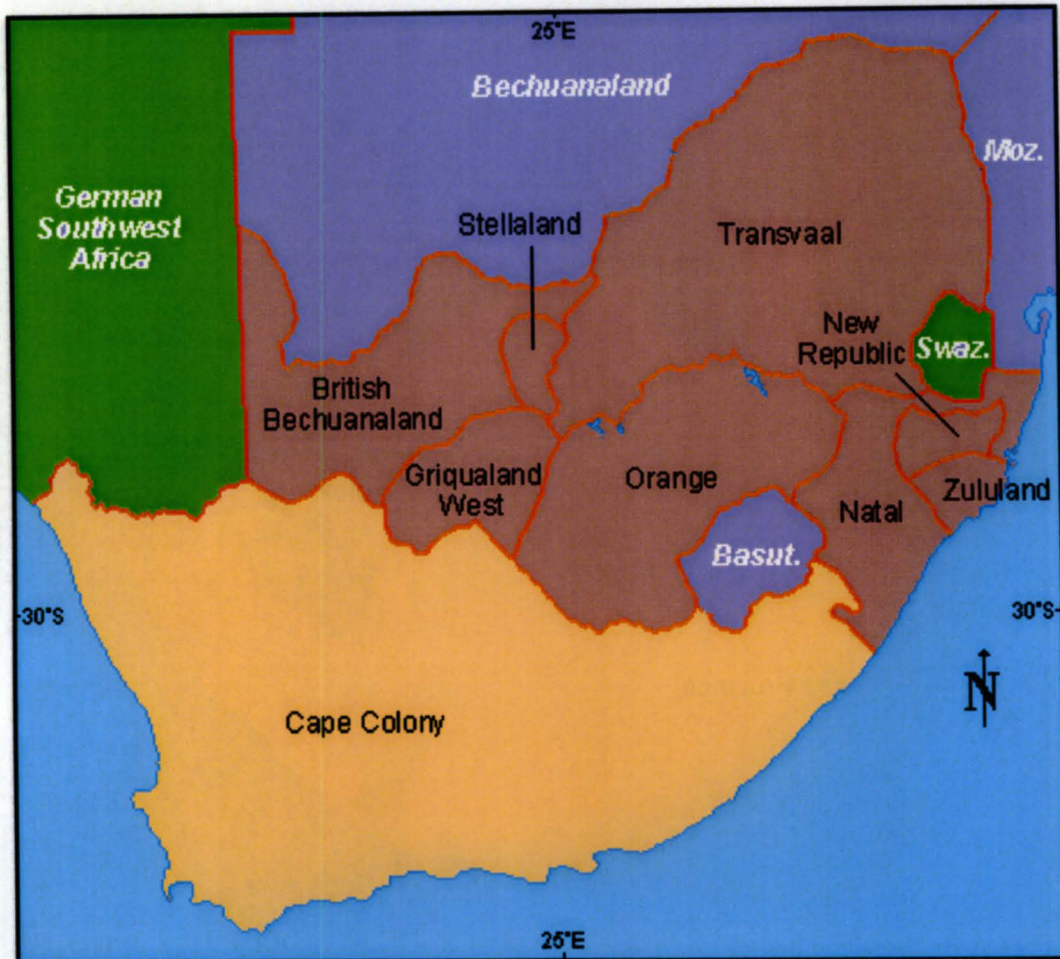 25°E
Bechuanaland
Moz.
German
Southwest
Africa
Stellaland
Transvaal
New
Republic
Swaz.
British
Bechuanaland
Griqualand
West
Orange
Natal
Zululand
Basut.
30°S
30°S
N
Cape Colony
25°E